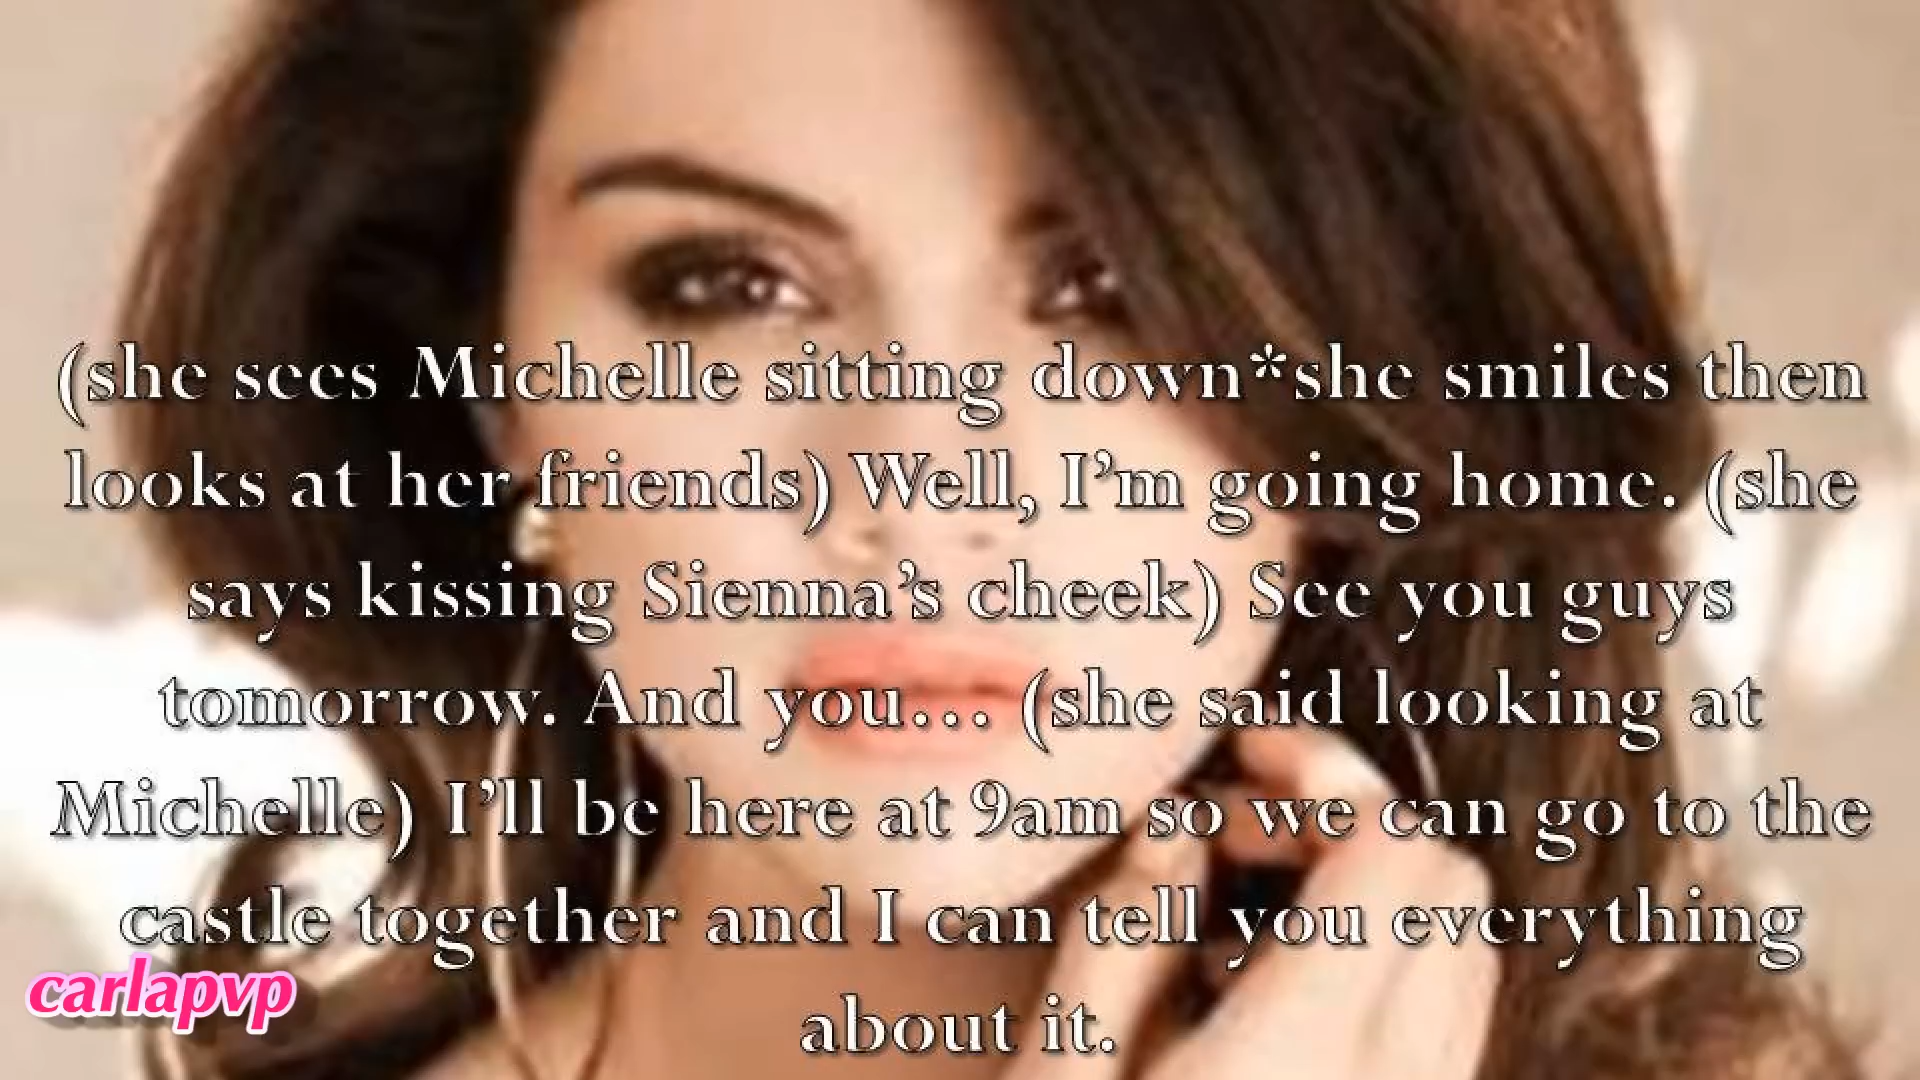 (she sees Michelle sitting down*she smiles then
looks at her friends) Well, I’m going home. (she
says kissing Sienna’s cheek) See you guys
tomorrow. And you… (she said looking at
Michelle) I’ll be here at 9am so we can go to the
castle together and I can tell you everything
about it.
carlapvp